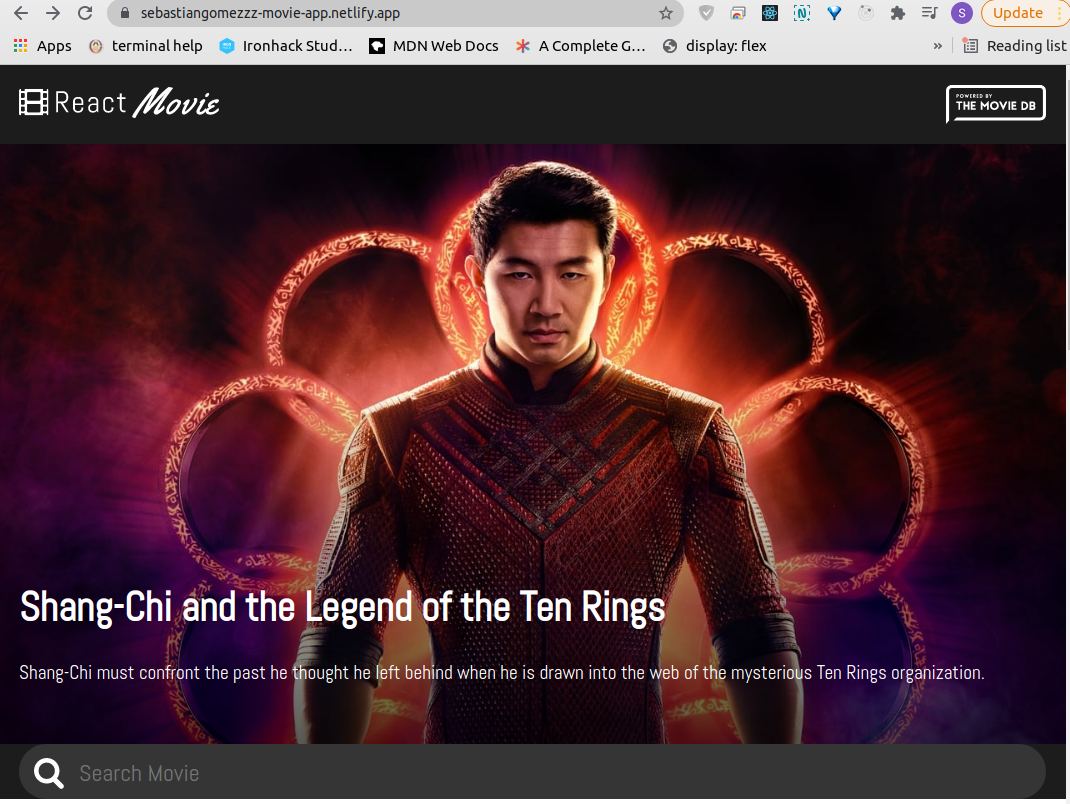 sebastiangomezzz-movie-app.netlify.app
S
Update
Apps
terminal help
Ironhack Stud...
MDN Web Docs
A Complete G...
display: flex
»
Reading list
React Movie
POWERED BY
THE MOVIE DB
Shang-Chi and the Legend of the Ten Rings
Shang-Chi must confront the past he thought he left behind when he is drawn into the web of the mysterious Ten Rings organization.
Search Movie